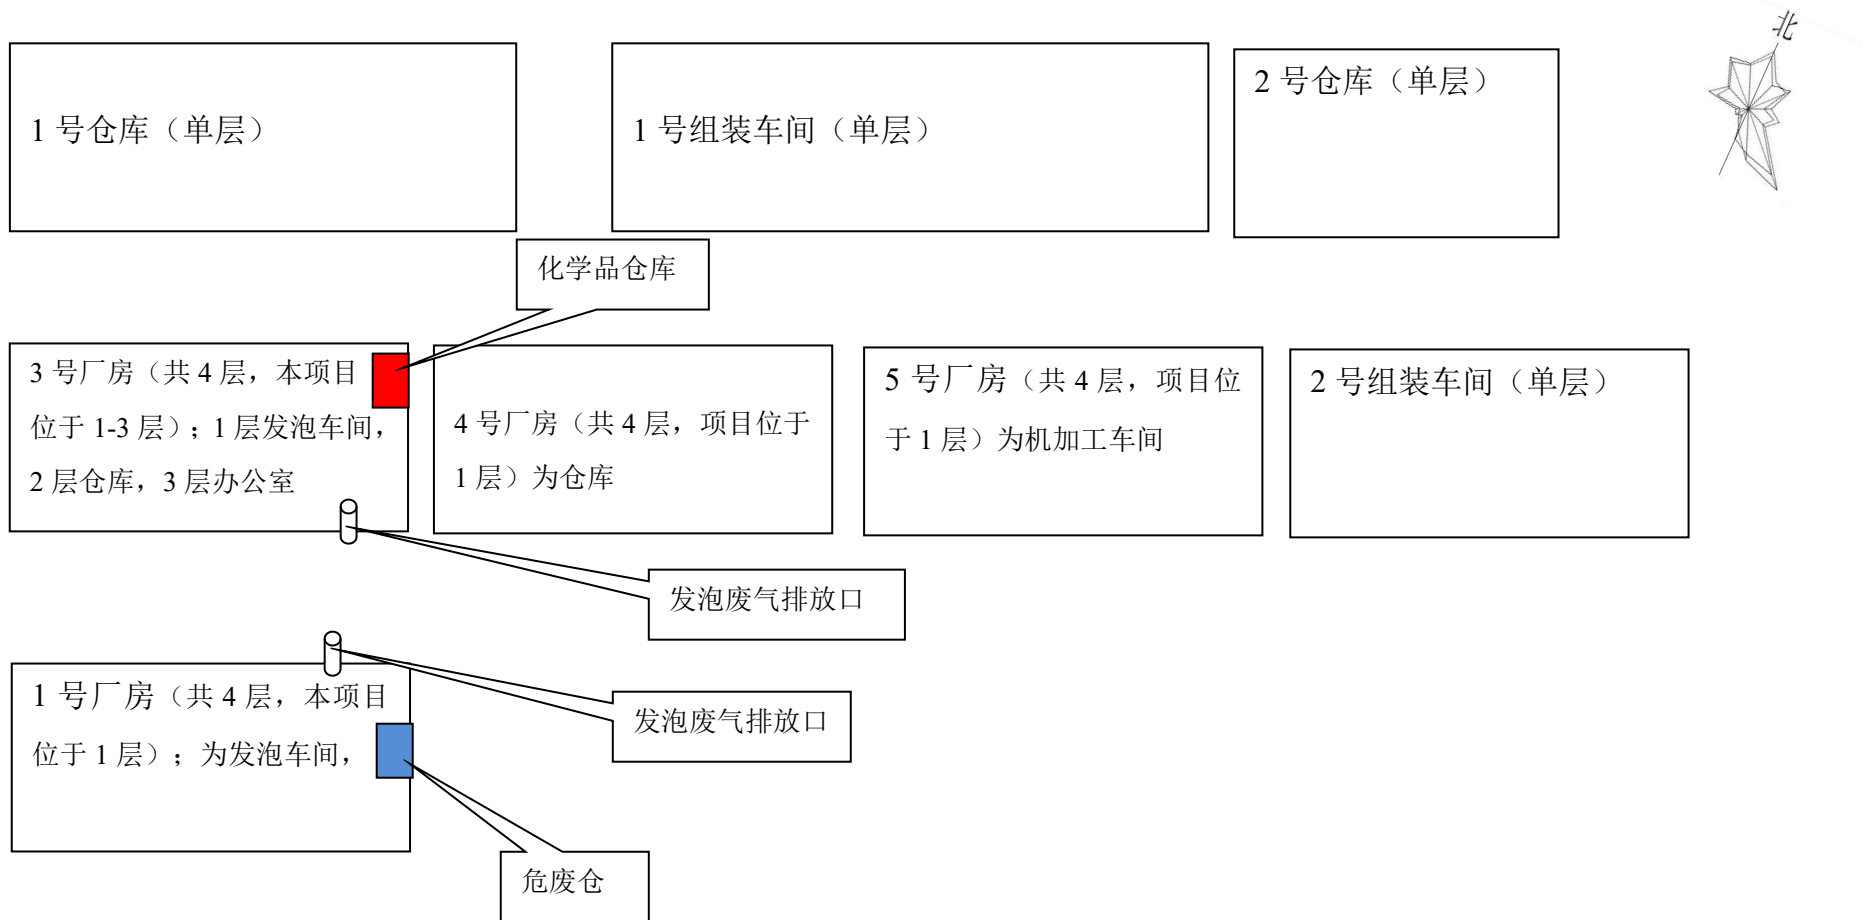 北
1 号仓库（单层）
1 号组装车间（单层）
2 号仓库（单层）
化学品仓库
3 号厂房（共 4 层，本项目
位于 1-3 层）；1 层发泡车间，
2 层仓库，3 层办公室
4 号厂房（共 4 层，项目位于
1 层）为仓库
5 号厂房（共 4 层，项目位
于 1 层）为机加工车间
2 号组装车间（单层）
发泡废气排放口
1 号厂房（共 4 层，本项目
位于 1 层）；为发泡车间，
发泡废气排放口
危废仓